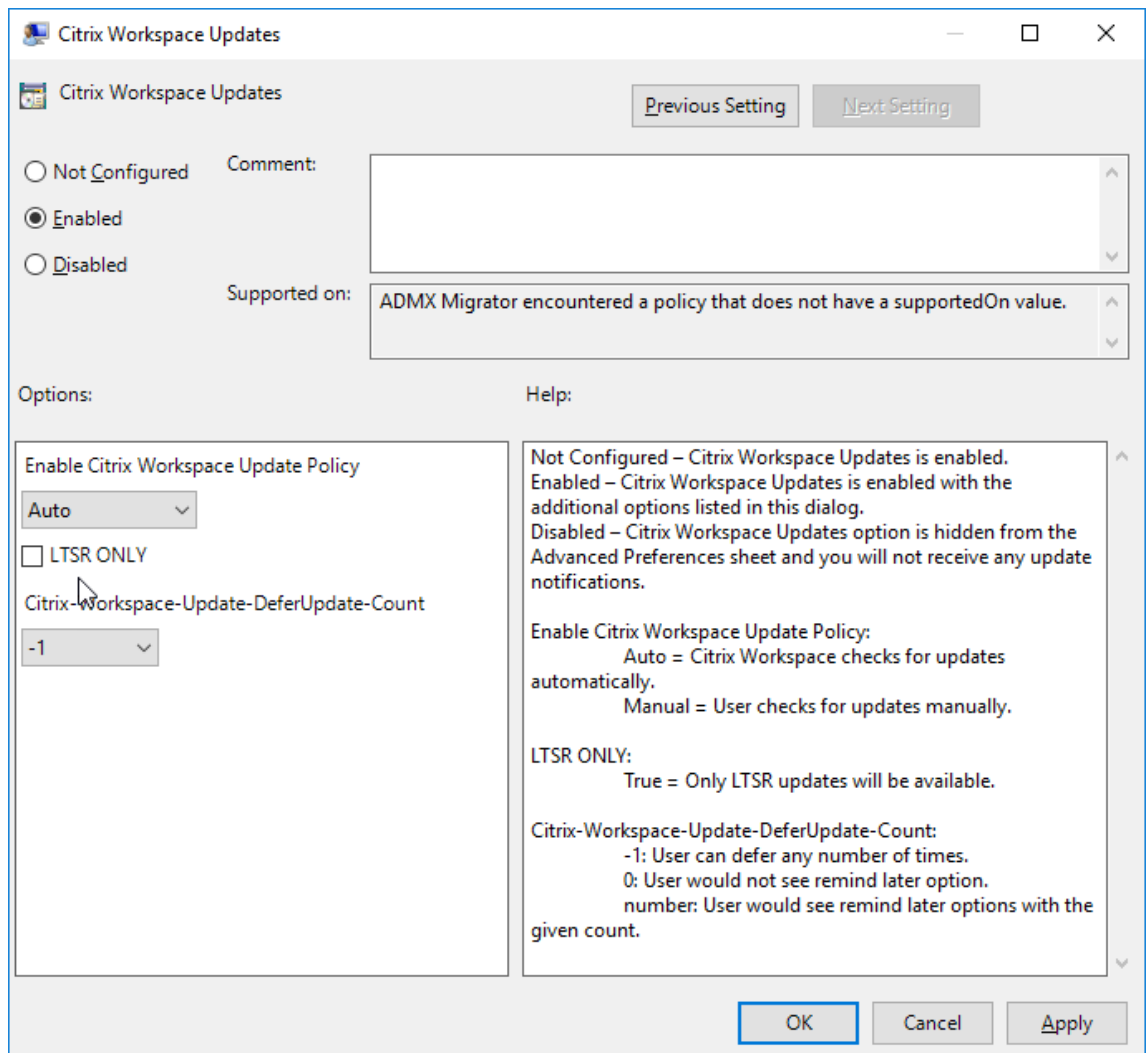 Citrix Workspace Updates
Citrix Workspace Updates
Previous Setting
Next Setting
Not Configured
Comment:
Enabled
Disabled
Supported on:
ADMX Migrator encountered a policy that does not have a supportedOn value.
Options:
Help:
Enable Citrix Workspace Update Policy
Auto
LTSR ONLY
Citrix-Workspace-Update-DeferUpdate-Count
-1
Not Configured – Citrix Workspace Updates is enabled.
Enabled – Citrix Workspace Updates is enabled with the
additional options listed in this dialog.
Disabled – Citrix Workspace Updates option is hidden from the
Advanced Preferences sheet and you will not receive any update
notifications.
Enable Citrix Workspace Update Policy:
Auto = Citrix Workspace checks for updates
automatically.
Manual = User checks for updates manually.
LTSR ONLY:
True = Only LTSR updates will be available.
Citrix-Workspace-Update-DeferUpdate-Count:
-1: User can defer any number of times.
0: User would not see remind later option.
number: User would see remind later options with the
given count.
OK
Cancel
Apply